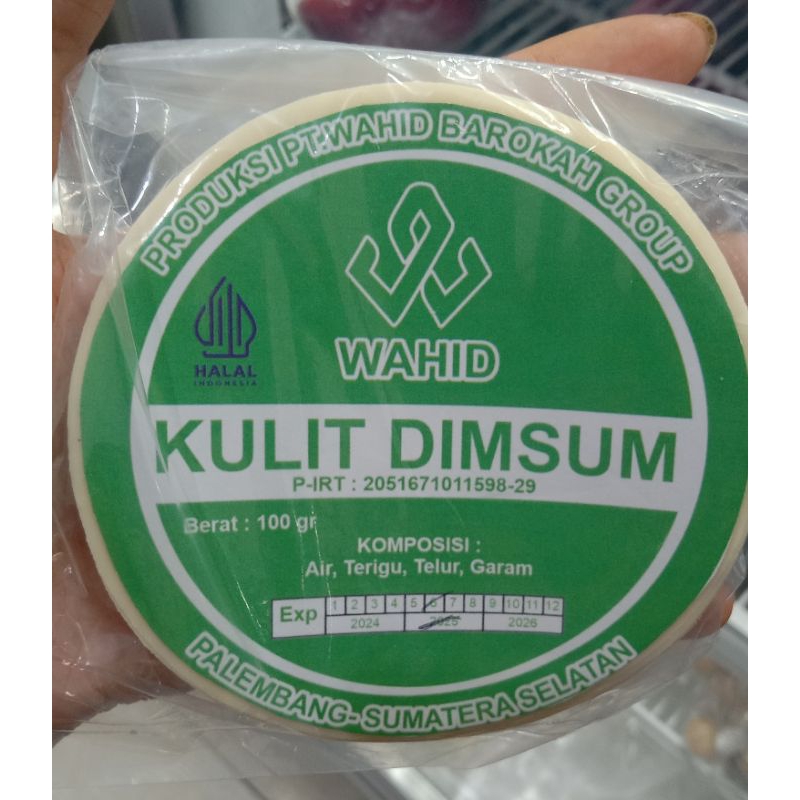 PRODUKSI PT.WAHID BAROKAH GROUP
WAHID
HALAL
INDONESIA
KULIT DIMSUM
P-IRT : 2051671011598-29
Berat : 100 gr
KOMPOSISI :
Air, Terigu, Telur, Garam
Exp 1 2 3 4 5 6 7 8 9 10 11 12
2024 2025 2026
PALEMBANG- SUMATERA SELATAN